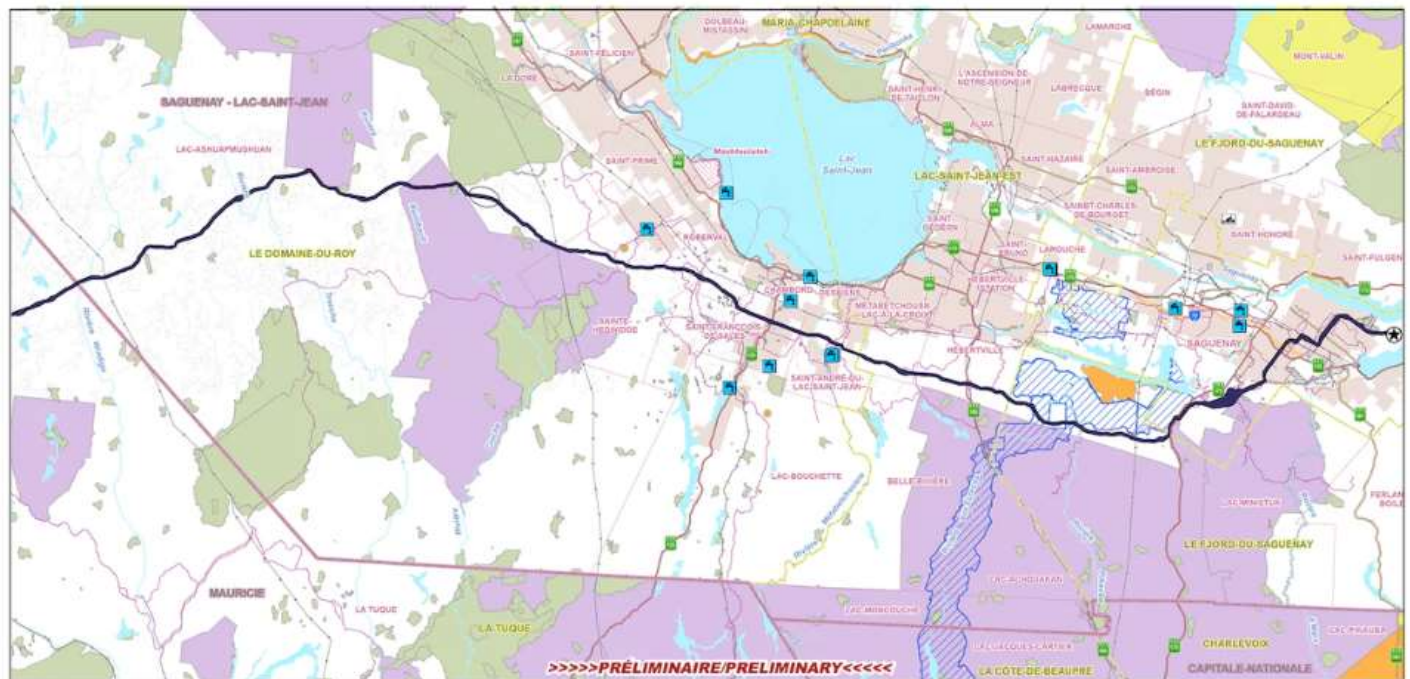 DOLBEAU-
MISTASSINI
MARIA-CHAPDELAINE
LAMARCHE
MONT-VALIN
SAINT-FÉLICIEN
LA DORÉ
L'ASCENSION DE
NOTRE-SEIGNEUR
SAINT-HENRI
DE-TAILLON
LABRECQUE
BÉGIN
SAINT-DAVID-
DE-FALARDEAU
SAGUENAY - LAC-SAINT-JEAN
ALMA
LE FJORD-DU-SAGUENAY
LAC-ASHUAPMUSHUAN
SAINT-PRIME
Mashteuiatsh
Lac
Saint-Jean
SAINT-NAZAIRE
SAINT-AMBROISE
LAC-SAINT-JEAN-EST
SAINT-CHARLES-
DE-BOURGET
SAINT-
GÉDÉON
ROBERVAL
SAINT-HONORÉ
LE DOMAINE-DU-ROY
SAINT-
BRUNO
LAROUCHE
SAINT-FULGEN
HÉBERTVILLE-
STATION
CHAMBORD
DESBIENS
MÉTABETCHOUAN-
LAC-À-LA-CROIX
SAINTE-
HEDWIDGE
SAINT-FRANÇOIS-
DE-SALES
SAGUENAY
HÉBERTVILLE
SAINT-ANDRÉ-DU-
LAC-SAINT-JEAN
LAC-BOUCHETTE
BELLE-RIVIÈRE
LAC-MINISTUK
FERLAN
BOILE
LE FJORD-DU-SAGUENAY
LAC-ACHOUAKAN
MAURICIE
LA TUQUE
LAC-MONCOUCHE
LA TUQUE
LAC-JACQUES-CARTIER
CHARLEVOIX
LAC-PIKAUBA
>>>>>PRÉLIMINAIRE/PRELIMINARY<<<<<
LA CÔTE-DE-BEAUPRÉ
CAPITALE-NATIONALE